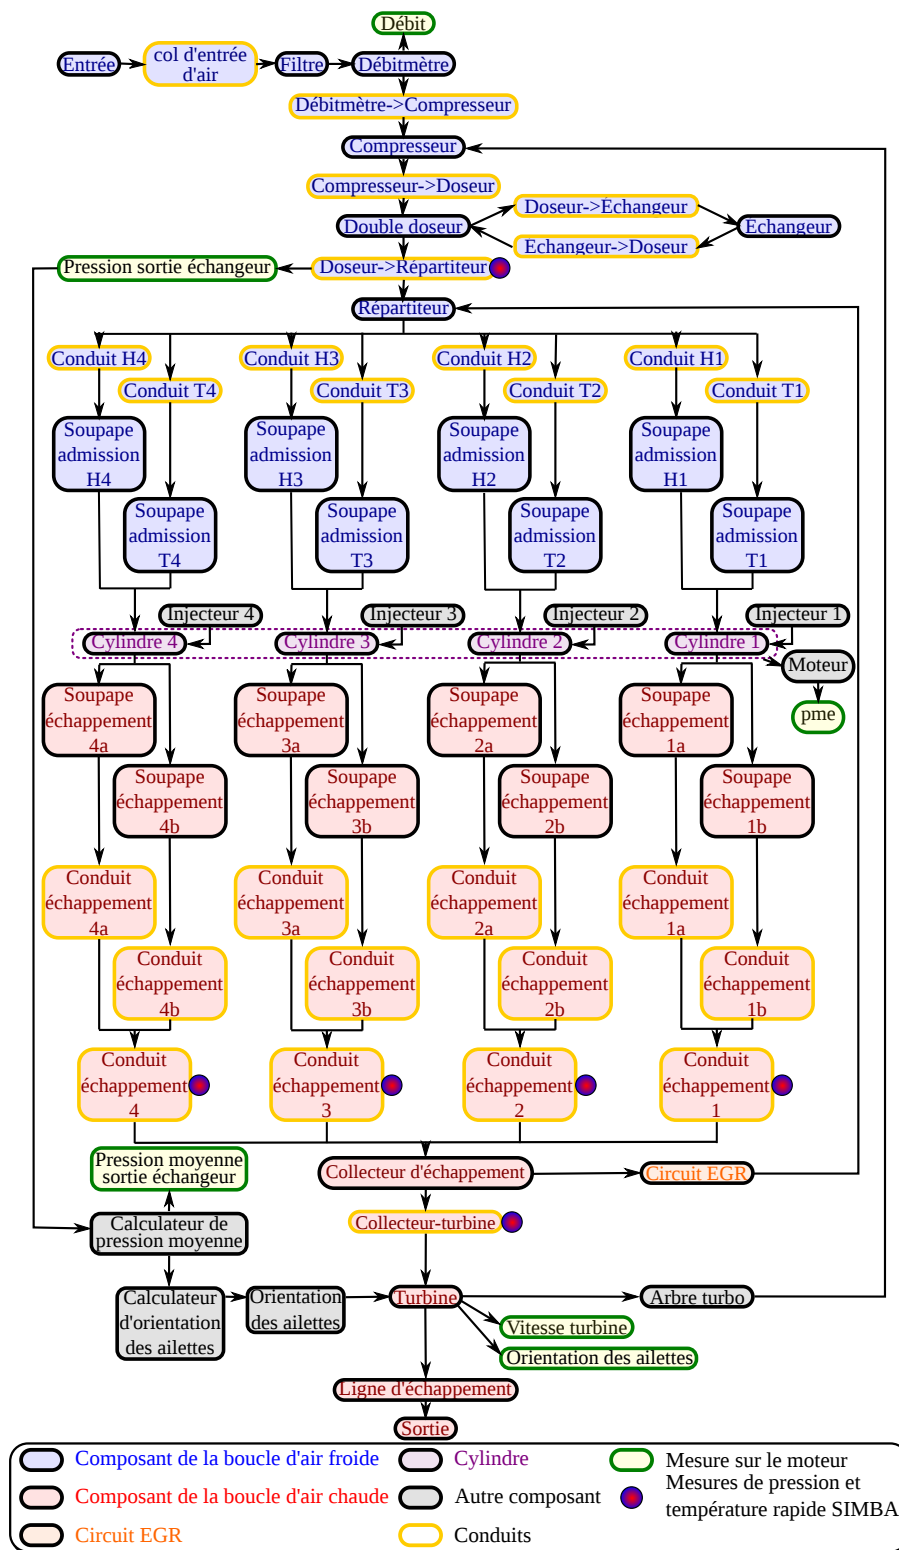 Débit
Entrée
col d'entrée
d'air
Filtre
Débitmètre
Débitmètre->Compresseur
Compresseur
Compresseur->Doseur
Doseur->Échangeur
Double doseur
Echangeur
Echangeur->Doseur
Pression sortie échangeur
Doseur->Répartiteur
Répartiteur
Conduit H4
Conduit H3
Conduit H2
Conduit H1
Conduit T4
Conduit T3
Conduit T2
Conduit T1
Soupape
admission
H4
Soupape
admission
H3
Soupape
admission
H2
Soupape
admission
H1
Soupape
admission
T4
Soupape
admission
T3
Soupape
admission
T2
Soupape
admission
T1
Injecteur 4
Injecteur 3
Injecteur 2
Injecteur 1
Cylindre 4
Cylindre 3
Cylindre 2
Cylindre 1
Moteur
pme
Soupape
échappement
4a
Soupape
échappement
3a
Soupape
échappement
2a
Soupape
échappement
1a
Soupape
échappement
4b
Soupape
échappement
3b
Soupape
échappement
2b
Soupape
échappement
1b
Conduit
échappement
4a
Conduit
échappement
3a
Conduit
échappement
2a
Conduit
échappement
1a
Conduit
échappement
4b
Conduit
échappement
3b
Conduit
échappement
2b
Conduit
échappement
1b
Conduit
échappement
4
Conduit
échappement
3
Conduit
échappement
2
Conduit
échappement
1
Pression moyenne
sortie échangeur
Collecteur d'échappement
Circuit EGR
Calculateur de
pression moyenne
Collecteur-turbine
Calculateur
d'orientation
des ailettes
Orientation
des ailettes
Turbine
Arbre turbo
Vitesse turbine
Orientation des ailettes
Ligne d'échappement
Sortie
Composant de la boucle d'air froide
Composant de la boucle d'air chaude
Circuit EGR
Cylindre
Autre composant
Conduits
Mesure sur le moteur
Mesures de pression et
température rapide SIMBA